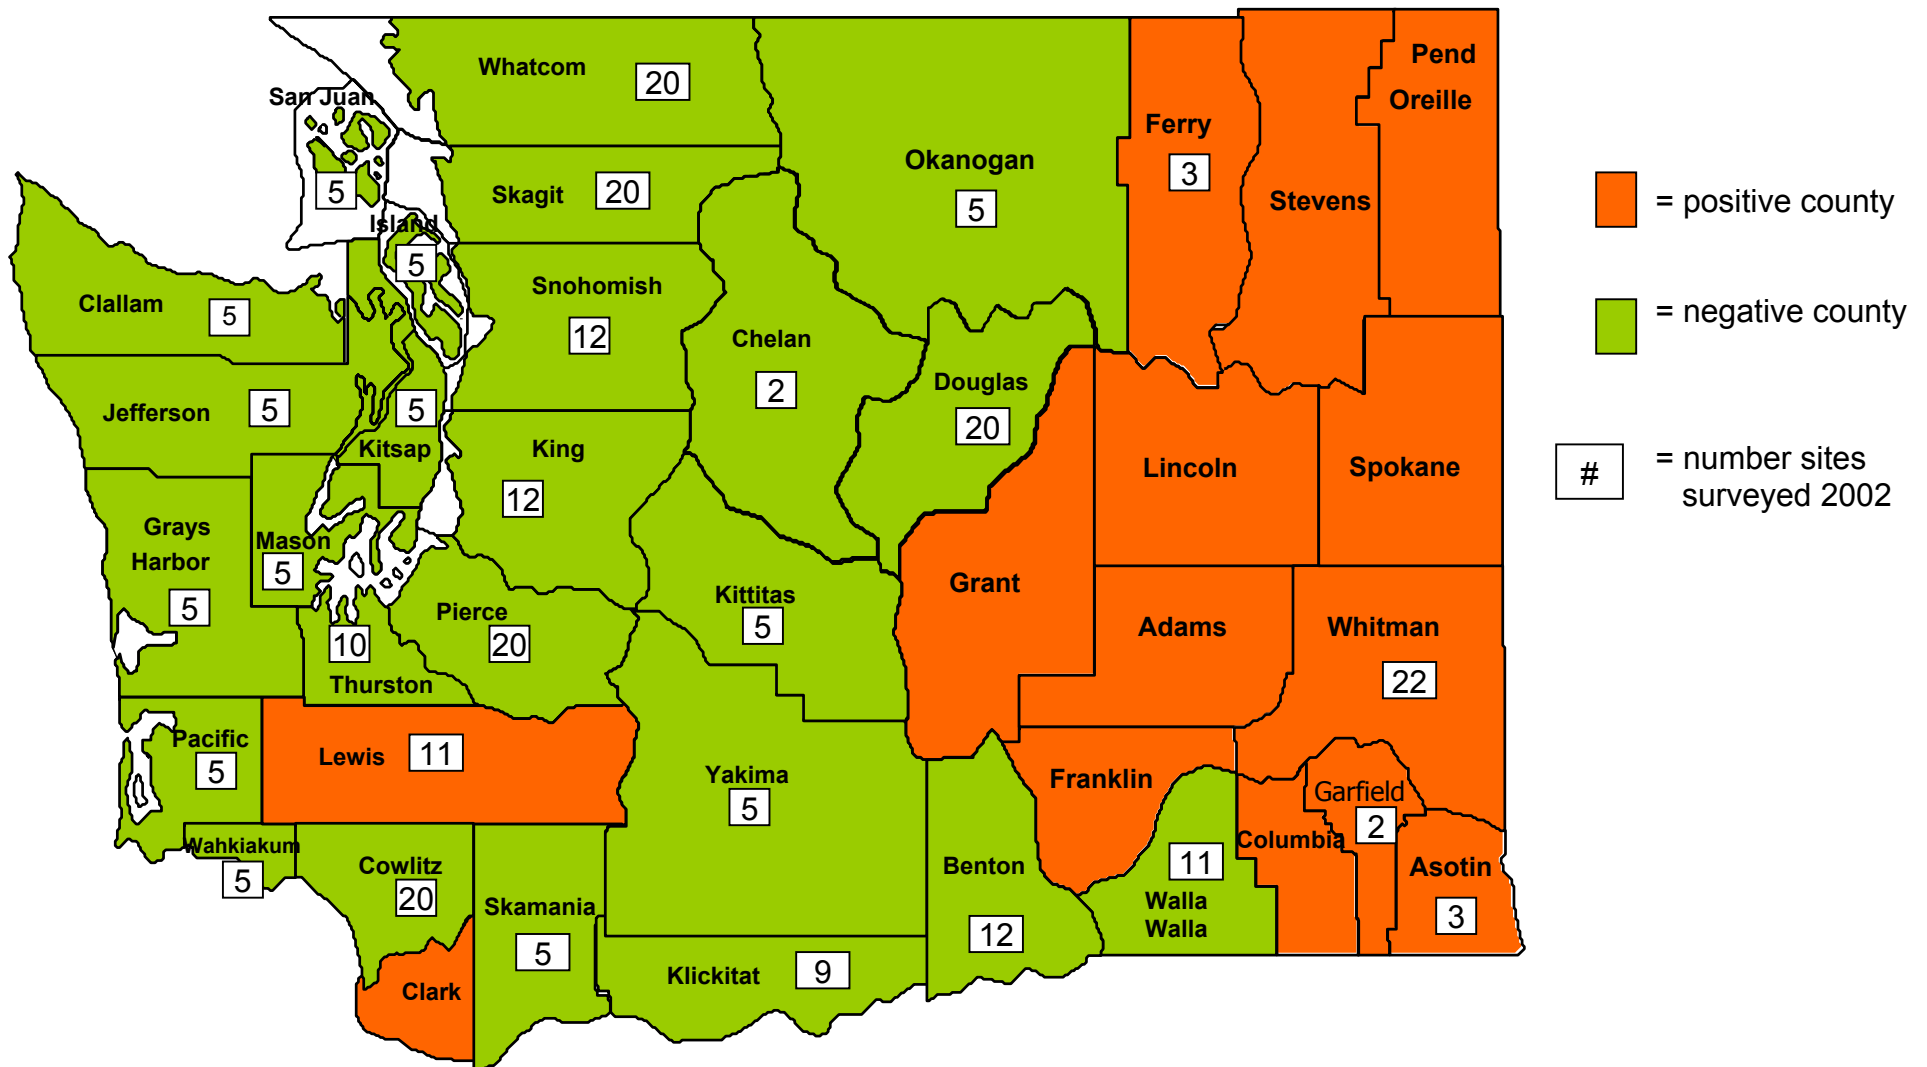 Whatcom
20
San Juan
5
Skagit
20
Island
5
Okanogan
5
Ferry
3
Stevens
Pend
Oreille
Clallam
5
Snohomish
12
Chelan
2
Douglas
20
Jefferson
5
5
Kitsap
King
12
Lincoln
Spokane
Grays
Harbor
5
Mason
5
Pierce
20
10
Thurston
Kittitas
5
Grant
Adams
Whitman
22
Pacific
5
Lewis
11
Yakima
5
Franklin
Garfield
2
Columbia
Asotin
3
Wahkiakum
5
Cowlitz
20
Skamania
5
Clark
Klickitat
9
Benton
12
11
Walla
Walla
= positive county
= negative county
# = number sites
surveyed 2002